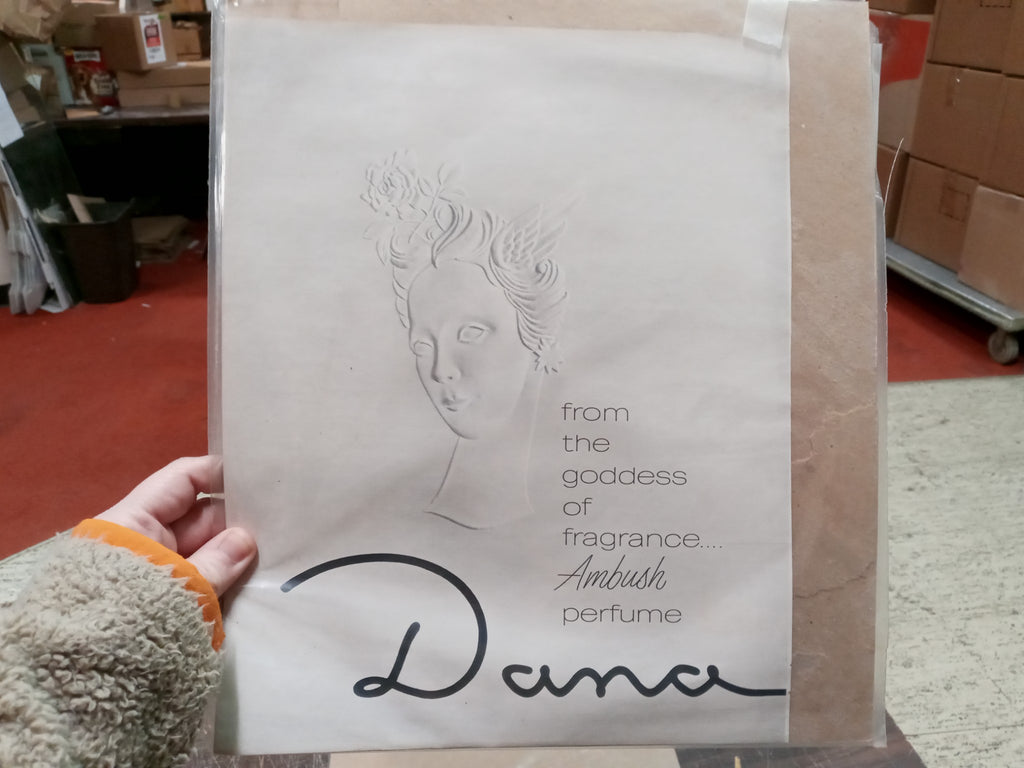 from
the
goddess
of
fragrance....
Ambush
perfume
Dana